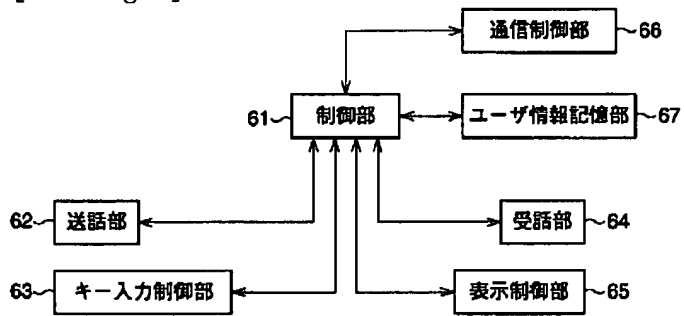 通信制御部 66
61 制御部
ユーザ情報記憶部 67
62 送話部
受話部 64
63 キー入力制御部
表示制御部 65